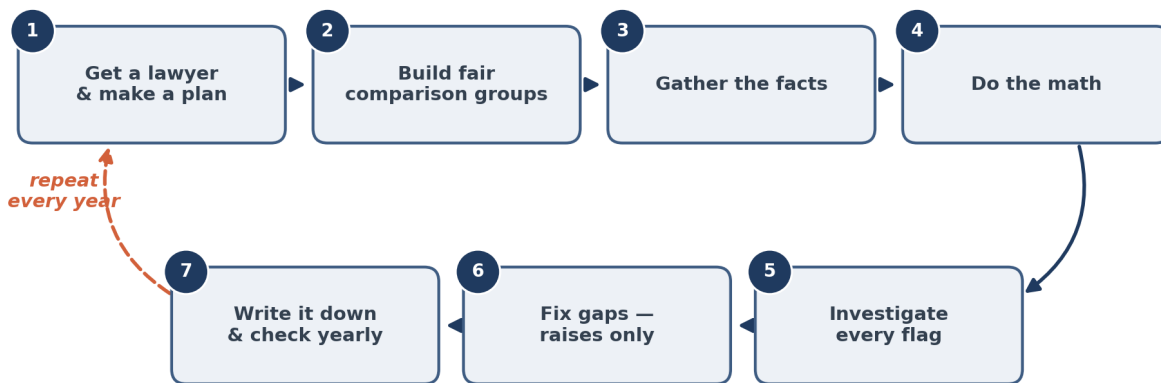 1
Get a lawyer
& make a plan
2
Build fair
comparison groups
3
Gather the facts
4
Do the math
repeat
every year
5
Investigate
every flag
6
Fix gaps —
raises only
7
Write it down
& check yearly